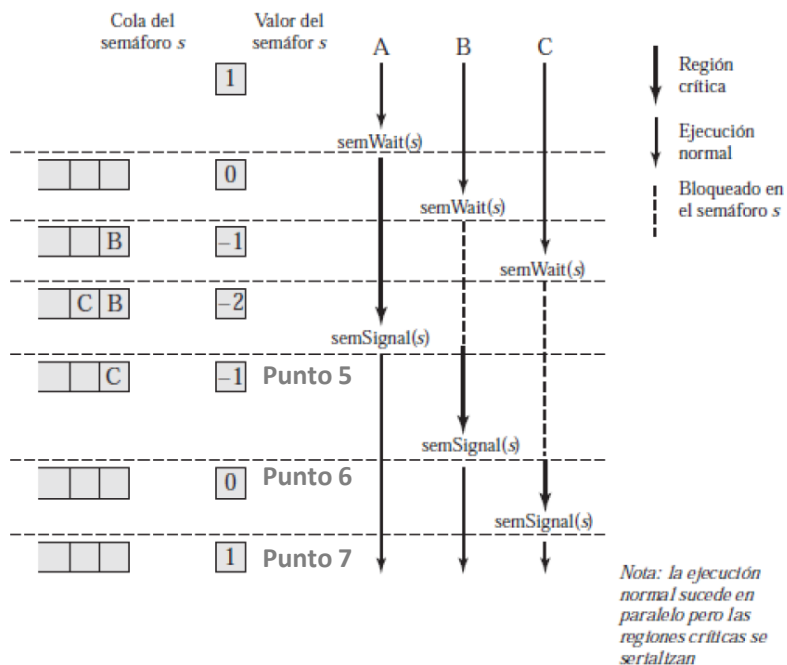 Cola del
semáforo s
Valor del
semáfor s
A
B
C
1
Región
crítica
semWait(s)
Ejecución
normal
0
semWait(s)
Bloqueado en
el semáforo s
B
–1
semWait(s)
C B
–2
semSignal(s)
C
–1
Punto 5
semSignal(s)
0
Punto 6
semSignal(s)
1
Punto 7
Nota: la ejecución
normal sucede en
paralelo pero las
regiones críticas se
serializan